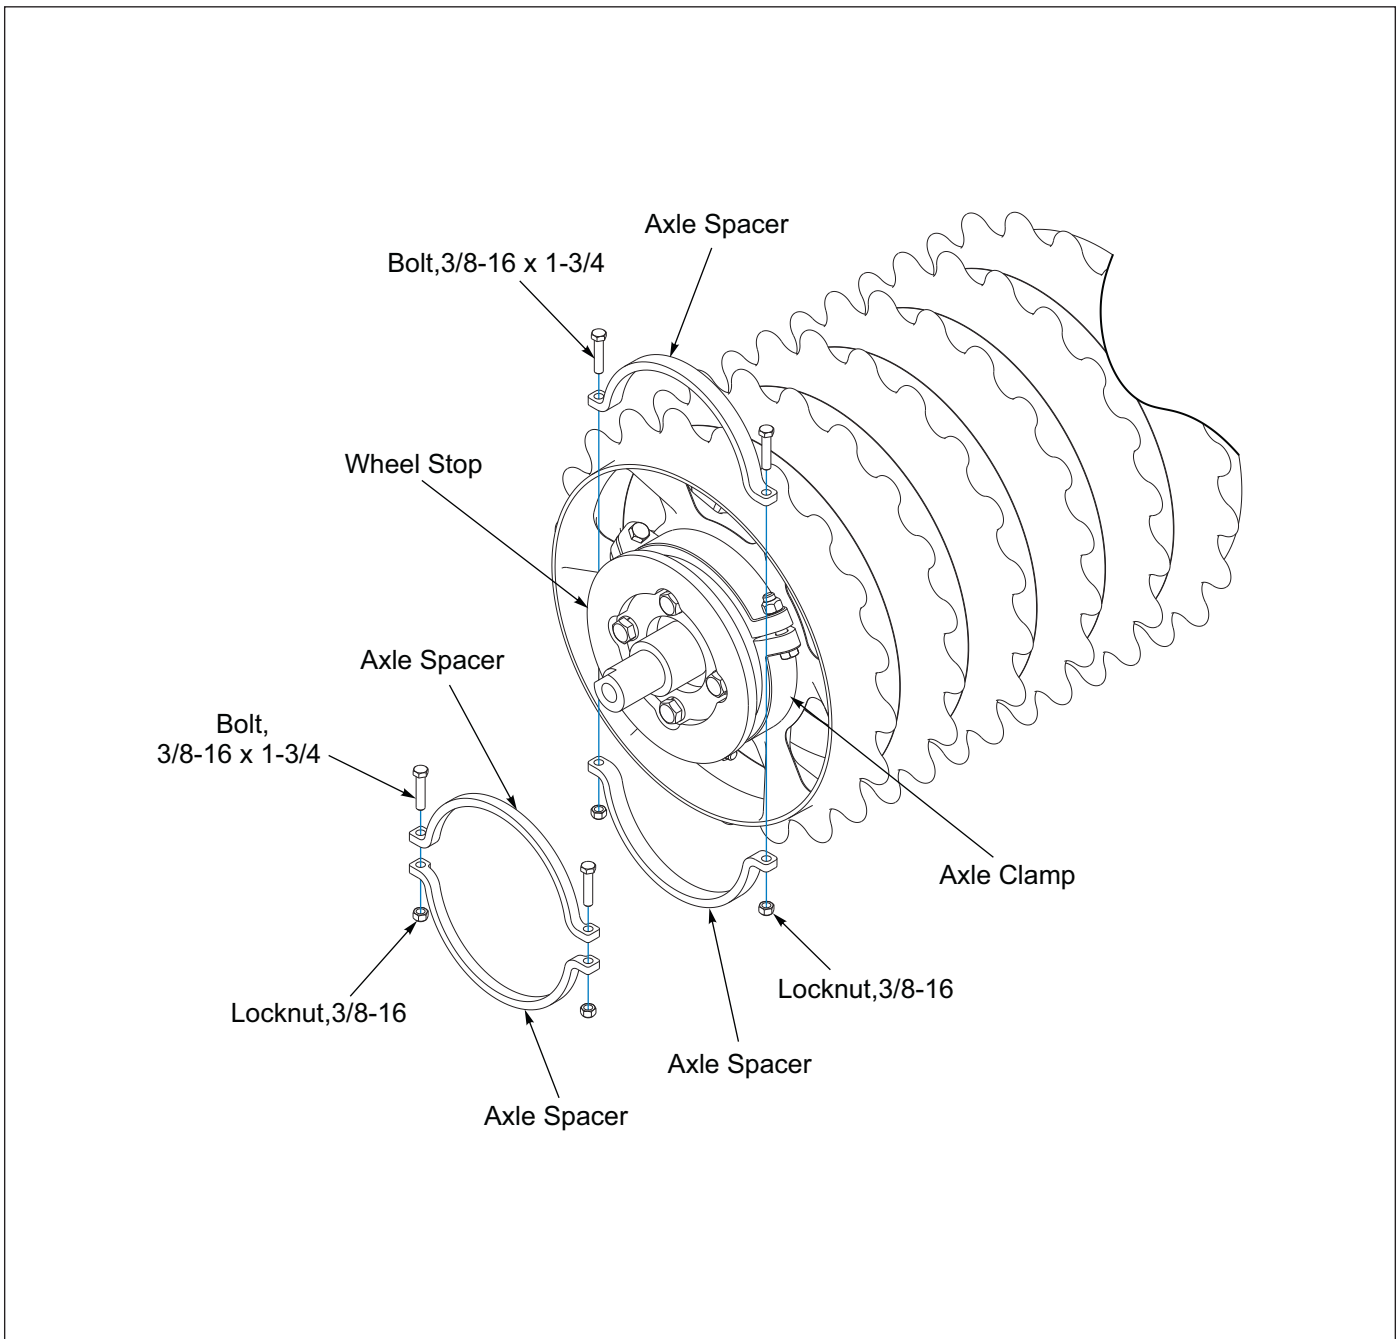 Axle Spacer
Bolt,3/8-16 x 1-3/4
Wheel Stop
Axle Spacer
Bolt,
3/8-16 x 1-3/4
Axle Clamp
Locknut,3/8-16
Locknut,3/8-16
Axle Spacer
Axle Spacer